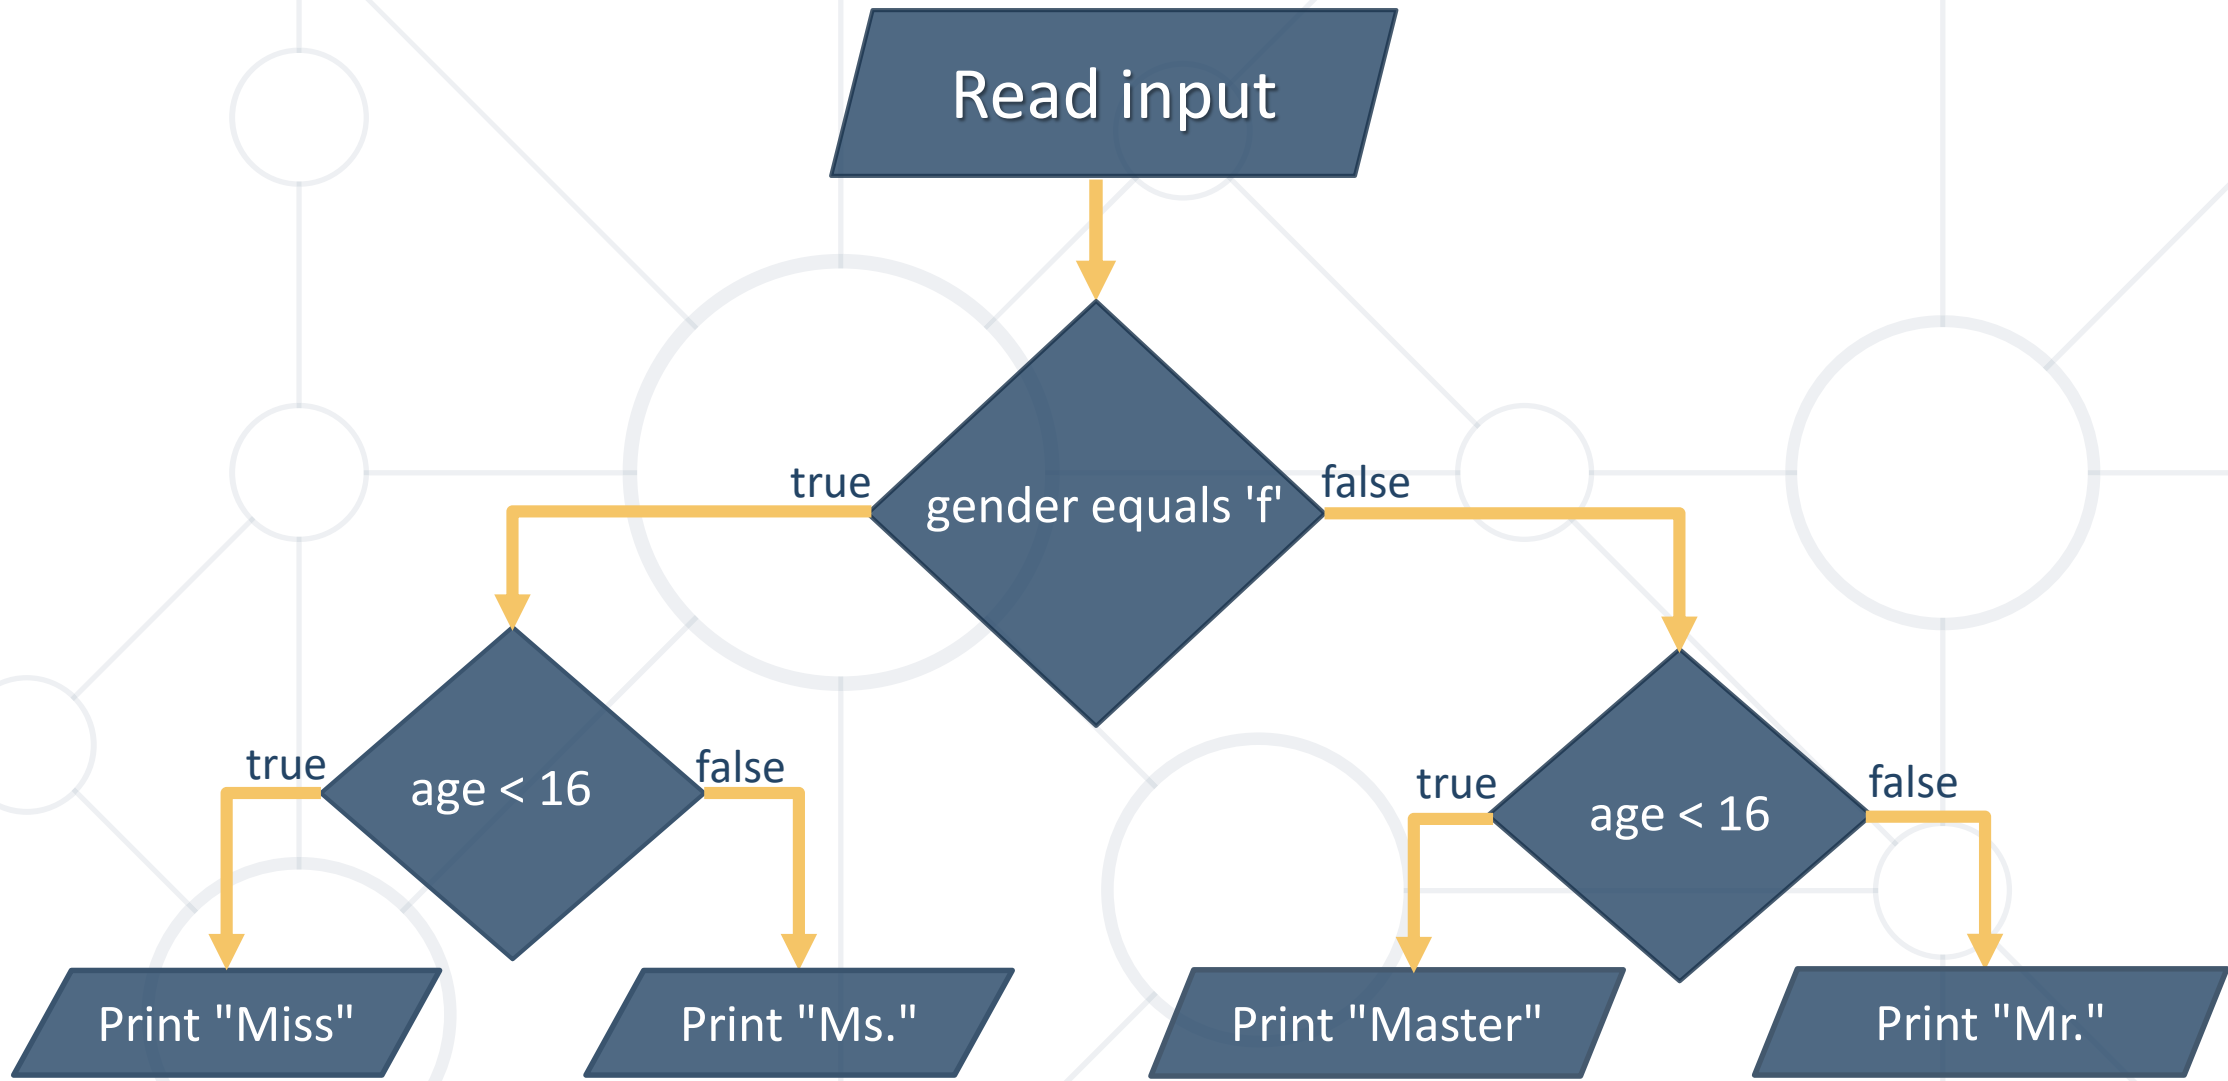 Read input
gender equals 'f'
true
false
age < 16
true
false
age < 16
true
false
Print "Miss"
Print "Ms."
Print "Master"
Print "Mr."